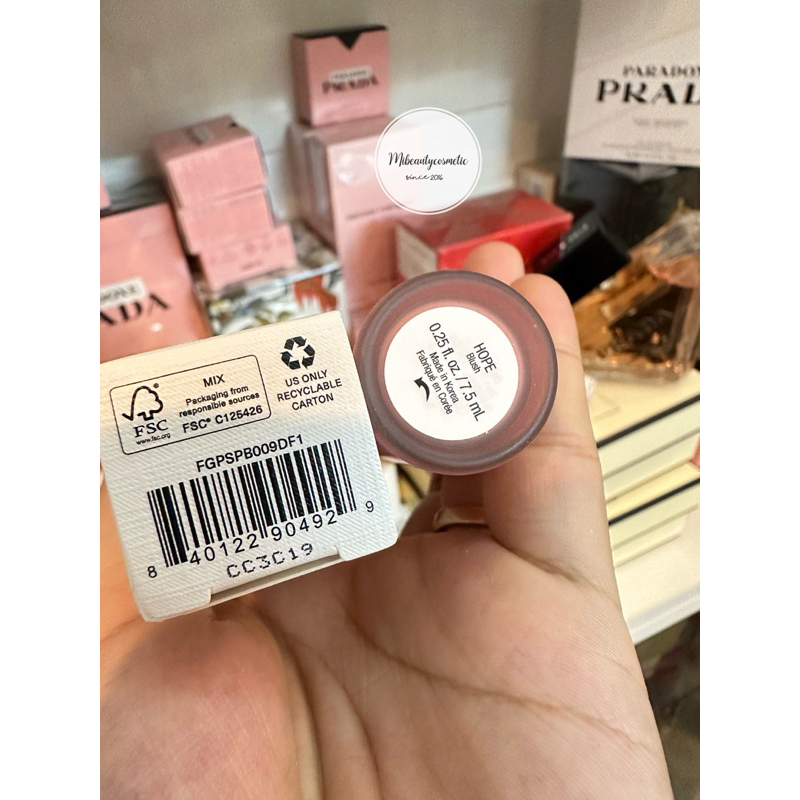 PRADA
PARADOX
PRAD
Mibeautycosmetic
since 2016
ADA
MIX
Packaging from
responsible sources
FSC® C125426
FSC
www.fsc.org
US ONLY
RECYCLABLE
CARTON
FGPSPB009DF1
8 40122 90492 9
CC3C19
HOPE
Blush
0.25 fl. oz. / 7.5 mL
Made in Korea
Fabriqué en Corée